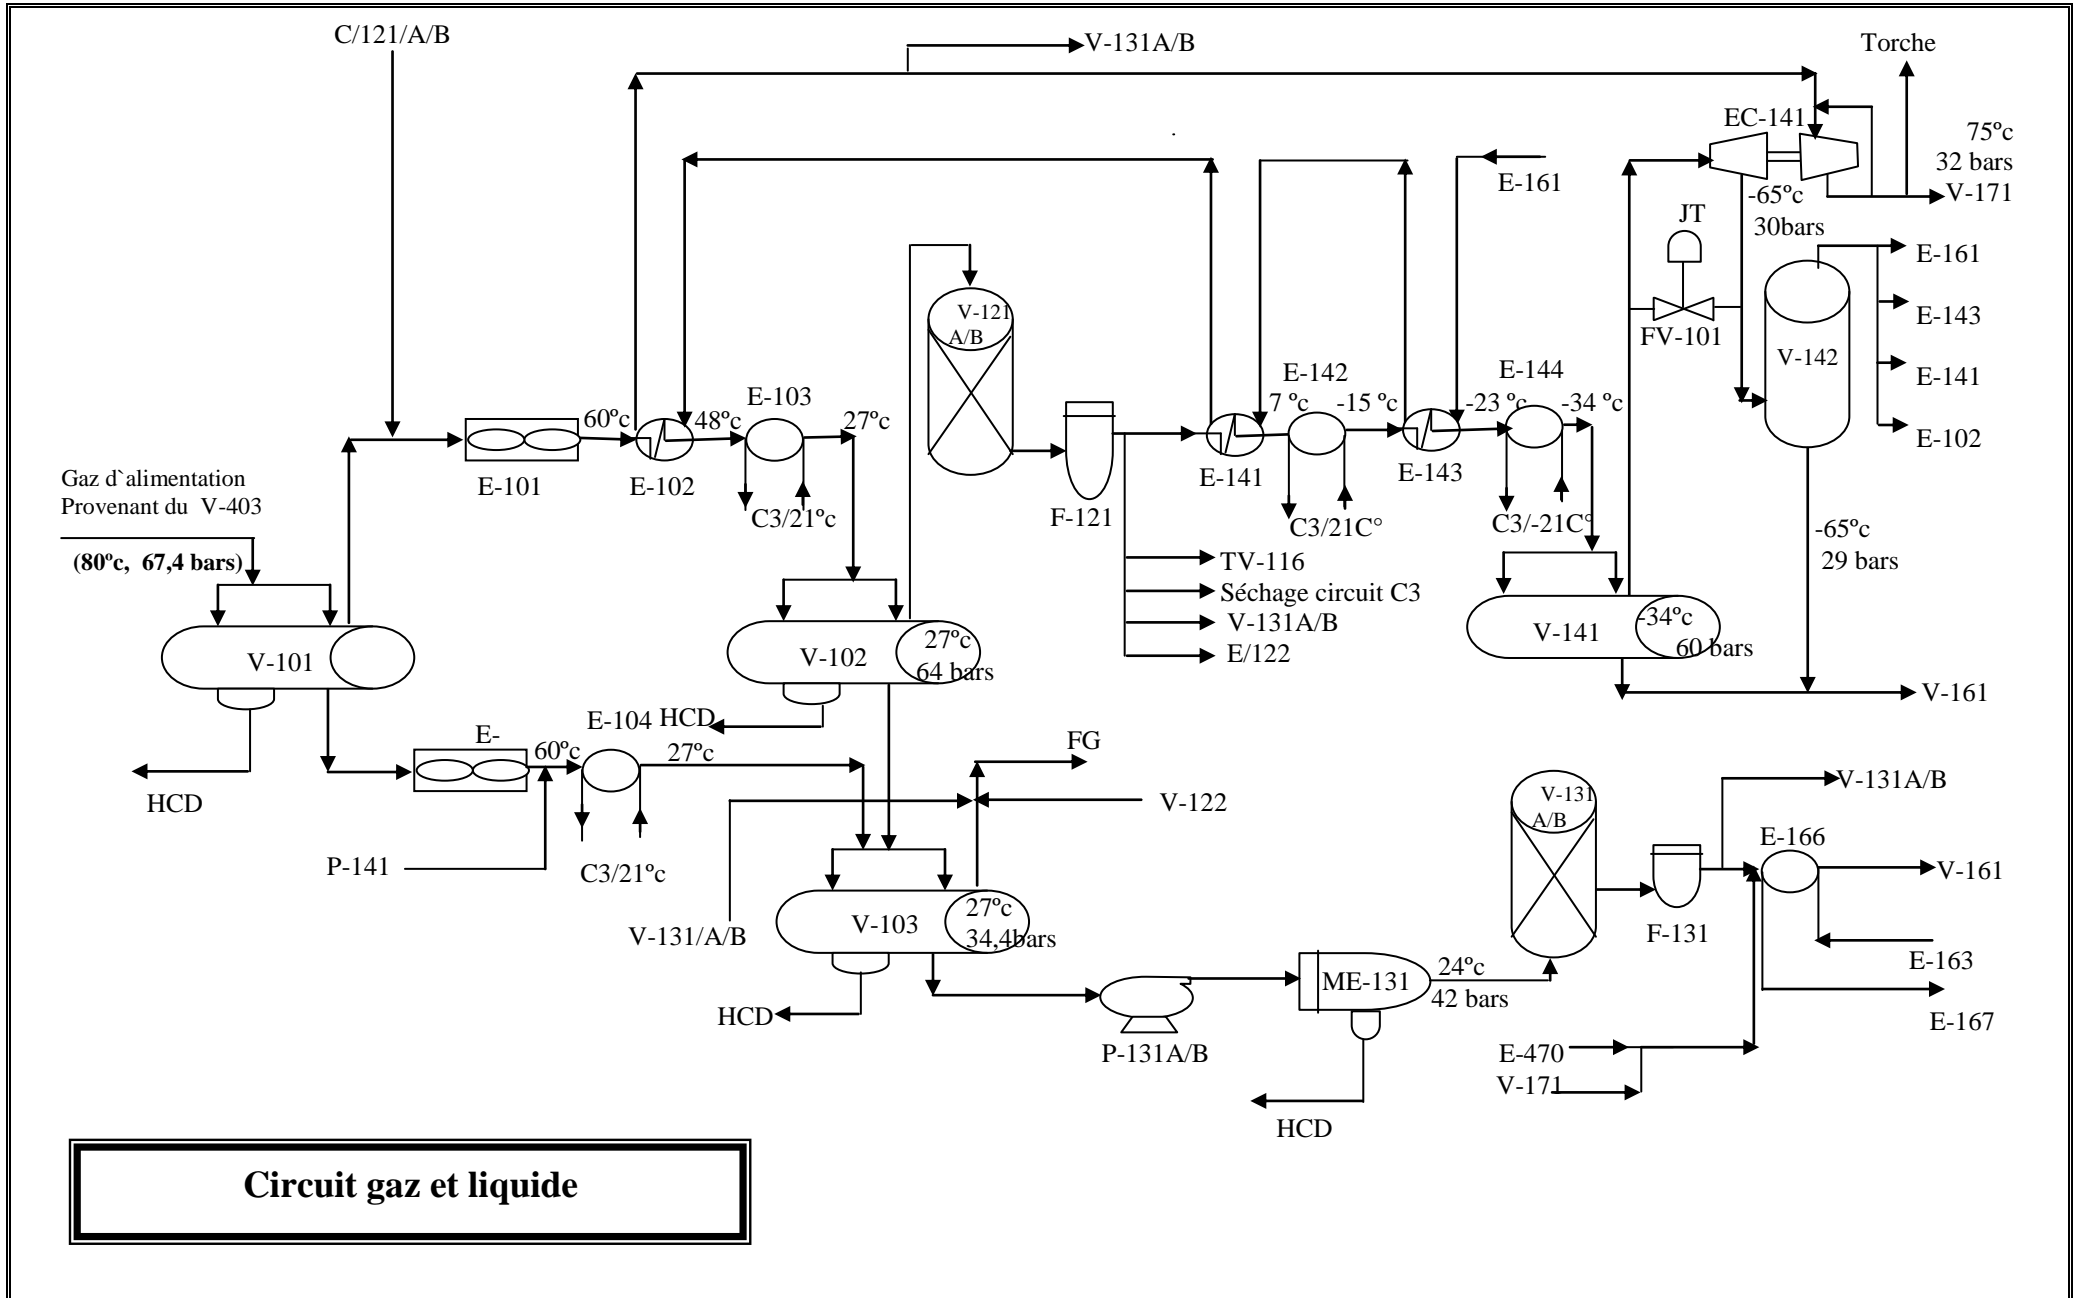 C/121/A/B
V-131A/B
Torche
EC-141
75ºc
32 bars
V-171
E-161
-65ºc
30bars
JT
FV-101
V-142
E-161
E-143
E-141
E-102
V-121
A/B
E-103
60ºc
48ºc
27ºc
E-101
E-102
C3/21ºc
F-121
E-142
7 ºc
-15 ºc
E-144
-23 ºc
-34 ºc
E-141
E-143
C3/21C°
C3/-21C°
Gaz d`alimentation
Provenant du V-403
(80ºc, 67,4 bars)
TV-116
Séchage circuit C3
V-131A/B
E/122
-65ºc
29 bars
V-101
V-102
27ºc
64 bars
V-141
-34ºc
60 bars
V-161
HCD
E-
60ºc
E-104
HCD
27ºc
FG
V-122
HCD
P-141
C3/21ºc
V-131/A/B
V-103
27ºc
34,4bars
HCD
P-131A/B
ME-131
24ºc
42 bars
HCD
V-131
A/B
F-131
V-131A/B
E-166
V-161
E-163
E-167
E-470
V-171
Circuit gaz et liquide